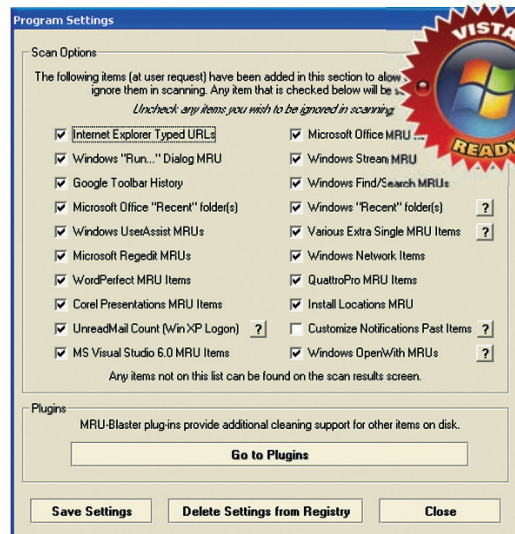 Program Settings
VISTA
READY
Scan Options
The following items (at user request) have been added in this section to allow
ignore them in scanning. Any item that is checked below will be
Uncheck any items you wish to be ignored in scanning.
Internet Explorer Typed URLs
Microsoft Office MRU
Windows "Run..." Dialog MRU
Windows Stream MRU
Google Toolbar History
Windows Find/Search MRUs
Microsoft Office "Recent" folder(s)
Windows "Recent" folder(s) ?
Windows UserAssist MRUs
Various Extra Single MRU Items ?
Microsoft Regedit MRUs
Windows Network Items
WordPerfect MRU Items
QuattroPro MRU Items
Corel Presentations MRU Items
Install Locations MRU
UnreadMail Count (Win XP Logon) ?
Customize Notifications Past Items ?
MS Visual Studio 6.0 MRU Items
Windows OpenWith MRUs ?
Any items not on this list can be found on the scan results screen.
Plugins
MRU-Blaster plug-ins provide additional cleaning support for other items on disk.
Go to Plugins
Save Settings
Delete Settings from Registry
Close